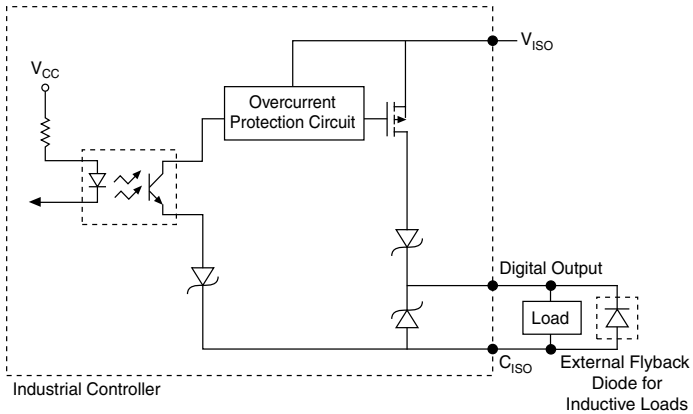 V_ISO
V_CC
Overcurrent
Protection Circuit
Digital Output
Load
C_ISO
External Flyback
Diode for
Inductive Loads
Industrial Controller